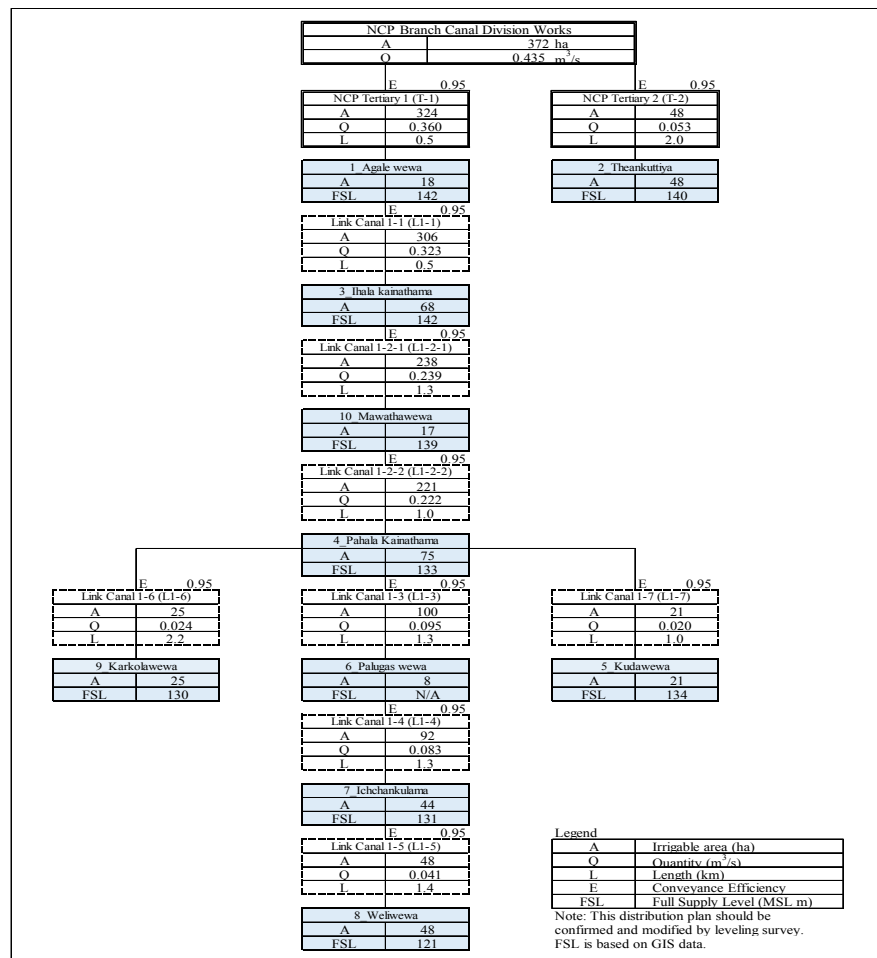 NCP Branch Canal Division Works
A 372 ha
Q 0.435 m³/s
E 0.95
E 0.95
NCP Tertiary 1 (T-1)
A 324
Q 0.360
L 0.5
NCP Tertiary 2 (T-2)
A 48
Q 0.053
L 2.0
1_Agale wewa
A 18
FSL 142
2_Theankuttiya
A 48
FSL 140
E 0.95
Link Canal 1-1 (L1-1)
A 306
Q 0.323
L 0.5
3_Ihala kainathama
A 68
FSL 142
E 0.95
Link Canal 1-2-1 (L1-2-1)
A 238
Q 0.239
L 1.3
10_Mawathawewa
A 17
FSL 139
E 0.95
Link Canal 1-2-2 (L1-2-2)
A 221
Q 0.222
L 1.0
4_Pahala Kainathama
A 75
FSL 133
E 0.95
E 0.95
E 0.95
Link Canal 1-6 (L1-6)
A 25
Q 0.024
L 2.2
Link Canal 1-3 (L1-3)
A 100
Q 0.095
L 1.3
Link Canal 1-7 (L1-7)
A 21
Q 0.020
L 1.0
9_Karkolawewa
A 25
FSL 130
6_Palugas wewa
A 8
FSL N/A
5_Kudawewa
A 21
FSL 134
E 0.95
Link Canal 1-4 (L1-4)
A 92
Q 0.083
L 1.3
7_Ichchankulama
A 44
FSL 131
E 0.95
Link Canal 1-5 (L1-5)
A 48
Q 0.041
L 1.4
8_Weliwewa
A 48
FSL 121
Legend
A Irrigable area (ha)
Q Quantity (m³/s)
L Length (km)
E Conveyance Efficiency
FSL Full Supply Level (MSL m)
Note: This distribution plan should be
confirmed and modified by leveling survey.
FSL is based on GIS data.